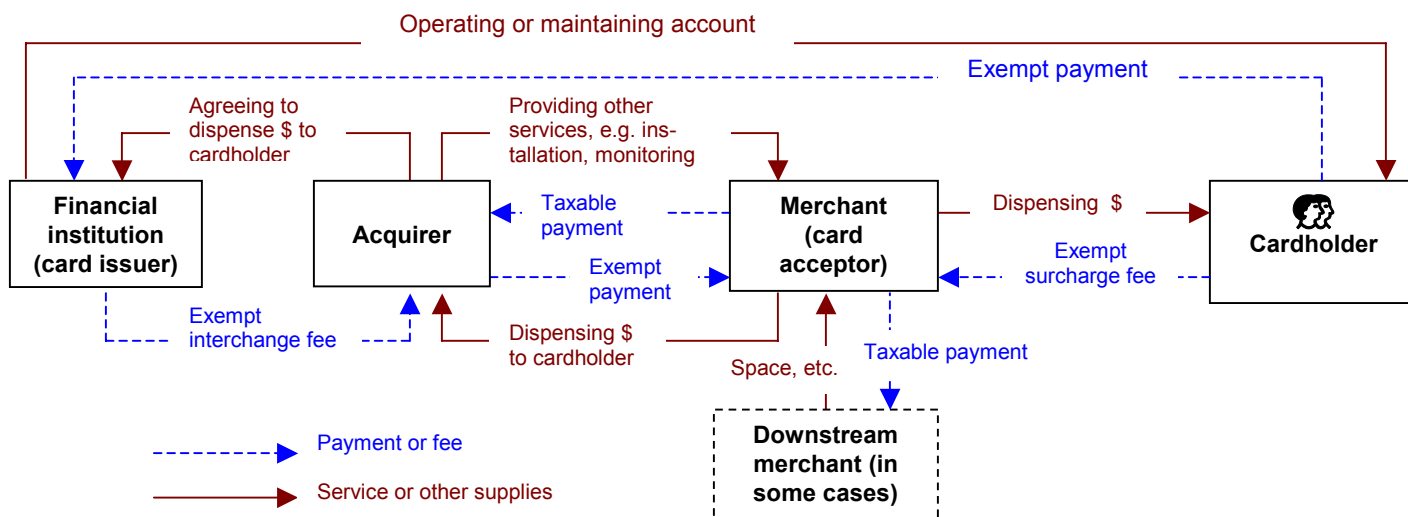 Operating or maintaining account
Exempt payment
Agreeing to
dispense $ to
cardholder
Providing other
services, e.g. ins-
tallation, monitoring
Financial
institution
(card issuer)
Acquirer
Taxable
payment
Exempt
payment
Merchant
(card
acceptor)
Dispensing $
Cardholder
Exempt
surcharge fee
Exempt
interchange fee
Dispensing $
to cardholder
Space, etc.
Taxable payment
Downstream
merchant (in
some cases)
Payment or fee
Service or other supplies